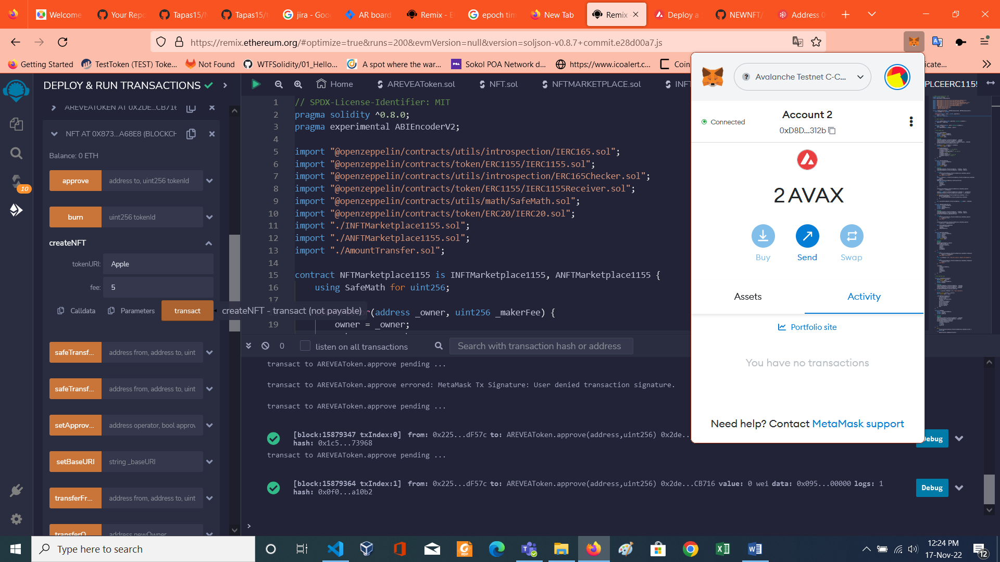 Welcome
Your Repo
Tapas15/N
Tapas15/t
jira - Goo
AR board
Remix - E
epoch tim
New Tab
Remix -
Deploy a
NEWNFT/
Address 0
https://remix.ethereum.org/#optimize=true&runs=200&evmVersion=null&version=soljson-v0.8.7+commit.e28d00a7.js
Getting Started
TestToken (TEST) Toke...
Not Found
WTFSolidity/01_Hello...
A spot where the war...
Sokol POA Network d...
https://www.icoalert.c...
Coin
icate...
DEPLOY & RUN TRANSACTIONS
AREVEATOKEN AT 0X2DE...CB716
NFT AT 0X873...A68E8 (BLOCKCH
Balance: 0 ETH
approve
address to, uint256 tokenId
burn
uint256 tokenId
createNFT
tokenURI:
Apple
fee:
5
Calldata
Parameters
transact
createNFT - transact (not payable)
safeTransf...
address from, address to, uint
safeTransf...
address from, address to, uint
setApprov...
address operator, bool approv
setBaseURI
string _baseURI
transferFr...
address from, address to, uint
transferO
address newOwner
10
Home
AREVEAToken.sol
NFT.sol
NFTMARKETPLACE.sol
INFT
PLCEERC1155
1 // SPDX-License-Identifier: MIT
2 pragma solidity ^0.8.0;
3 pragma experimental ABIEncoderV2;
4
5 import "@openzeppelin/contracts/utils/introspection/IERC165.sol";
6 import "@openzeppelin/contracts/token/ERC1155/IERC1155.sol";
7 import "@openzeppelin/contracts/utils/introspection/ERC165Checker.sol";
8 import "@openzeppelin/contracts/token/ERC1155/IERC1155Receiver.sol";
9 import "@openzeppelin/contracts/utils/math/SafeMath.sol";
10 import "@openzeppelin/contracts/token/ERC20/IERC20.sol";
11 import "./INFTMarketplace1155.sol";
12 import "./ANFTMarketplace1155.sol";
13 import "./AmountTransfer.sol";
14
15 contract NFTMarketplace1155 is INFTMarketplace1155, ANFTMarketplace1155 {
16 using SafeMath for uint256;
17
r(address _owner, uint256 _makerFee) {
19 owner = _owner;
0
listen on all transactions
Search with transaction hash or address
transact to AREVEAToken.approve pending ...
transact to AREVEAToken.approve errored: MetaMask Tx Signature: User denied transaction signature.
transact to AREVEAToken.approve pending ...
[block:15879347 txIndex:0] from: 0x225...dF57c to: AREVEAToken.approve(address,uint256) 0x2de...
hash: 0x1c5...73968
Debug
transact to AREVEAToken.approve pending ...
[block:15879364 txIndex:1] from: 0x225...dF57c to: AREVEAToken.approve(address,uint256) 0x2de...CB716 value: 0 wei data: 0x095...00000 logs: 1
hash: 0x0f0...a10b2
Debug
>
Avalanche Testnet C-C...
Connected
Account 2
0xD8D...312b
2 AVAX
Buy
Send
Swap
Assets
Activity
Portfolio site
You have no transactions
Need help? Contact MetaMask support
Type here to search
12:24 PM
17-Nov-22
12